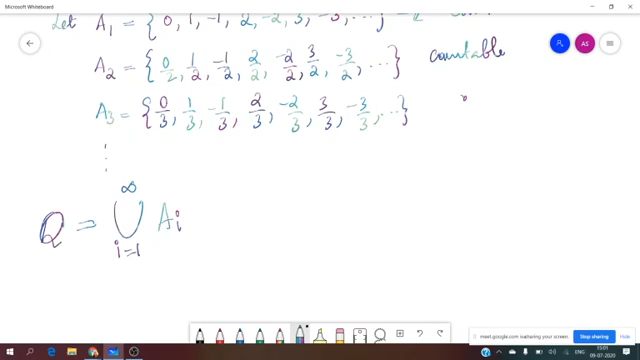 Microsoft Whiteboard
Let A₁ = {0, 1, -1, 2, -2, 3, -3, ...}
A₂ = {0/2, 1/2, -1/2, 2/2, -2/2, 3/2, -3/2, ...} countable
A₃ = {0/3, 1/3, -1/3, 2/3, -2/3, 3/3, -3/3, ...}
⋮
Q = ⋃_{i=1}^{∞} A_i
AS
meet.google.com is sharing your screen.
Stop sharing
Hide
ENG
15:01
09-07-2020